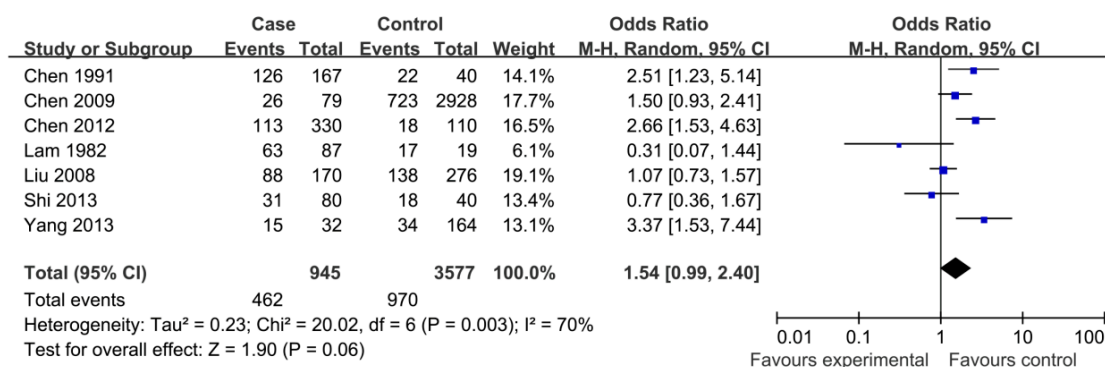 Case Control Odds Ratio Odds Ratio
Study or Subgroup Events Total Events Total Weight M-H, Random, 95% CI M-H, Random, 95% CI
Chen 1991 126 167 22 40 14.1% 2.51 [1.23, 5.14]
Chen 2009 26 79 723 2928 17.7% 1.50 [0.93, 2.41]
Chen 2012 113 330 18 110 16.5% 2.66 [1.53, 4.63]
Lam 1982 63 87 17 19 6.1% 0.31 [0.07, 1.44]
Liu 2008 88 170 138 276 19.1% 1.07 [0.73, 1.57]
Shi 2013 31 80 18 40 13.4% 0.77 [0.36, 1.67]
Yang 2013 15 32 34 164 13.1% 3.37 [1.53, 7.44]
Total (95% CI) 945 3577 100.0% 1.54 [0.99, 2.40]
Total events 462 970
Heterogeneity: Tau² = 0.23; Chi² = 20.02, df = 6 (P = 0.003); I² = 70%
Test for overall effect: Z = 1.90 (P = 0.06)
0.01 0.1 1 10 100
Favours experimental Favours control